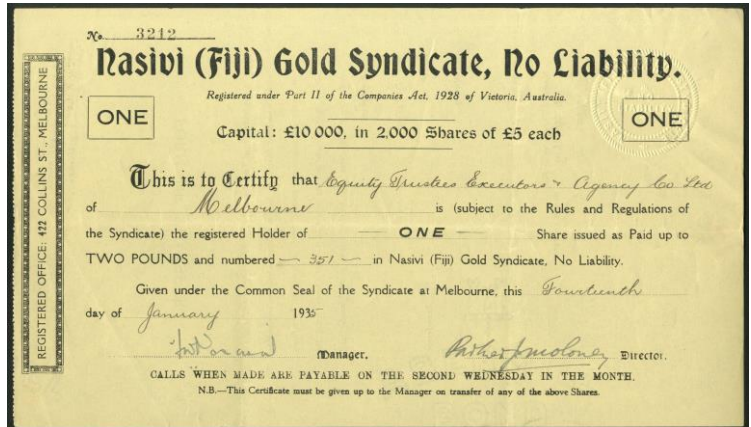 No. 3212
Nasivi (Fiji) Gold Syndicate, No Liability.
Registered under Part II of the Companies Act, 1928 of Victoria, Australia.
ONE
ONE
Capital: £10 000, in 2,000 Shares of £5 each
REGISTERED OFFICE: 422 COLLINS ST., MELBOURNE
This is to Certify that Equity Trustees Executors & Agency Co Ltd
of Melbourne is (subject to the Rules and Regulations of
the Syndicate) the registered Holder of — ONE — Share issued as Paid up to
TWO POUNDS and numbered — 351 — in Nasivi (Fiji) Gold Syndicate, No Liability.
Given under the Common Seal of the Syndicate at Melbourne, this Fourteenth
day of January 1935
Manager. Parker J Moloney Director.
CALLS WHEN MADE ARE PAYABLE ON THE SECOND WEDNESDAY IN THE MONTH.
N.B.—This Certificate must be given up to the Manager on transfer of any of the above Shares.